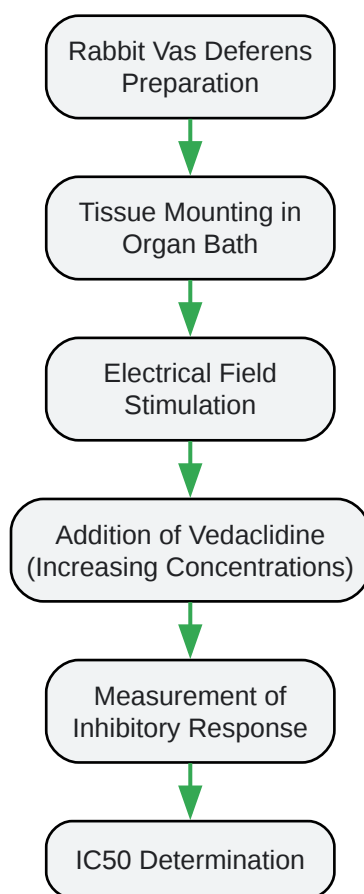 Rabbit Vas Deferens
Preparation
Tissue Mounting in
Organ Bath
Electrical Field
Stimulation
Addition of Vedaclidine
(Increasing Concentrations)
Measurement of
Inhibitory Response
IC50 Determination